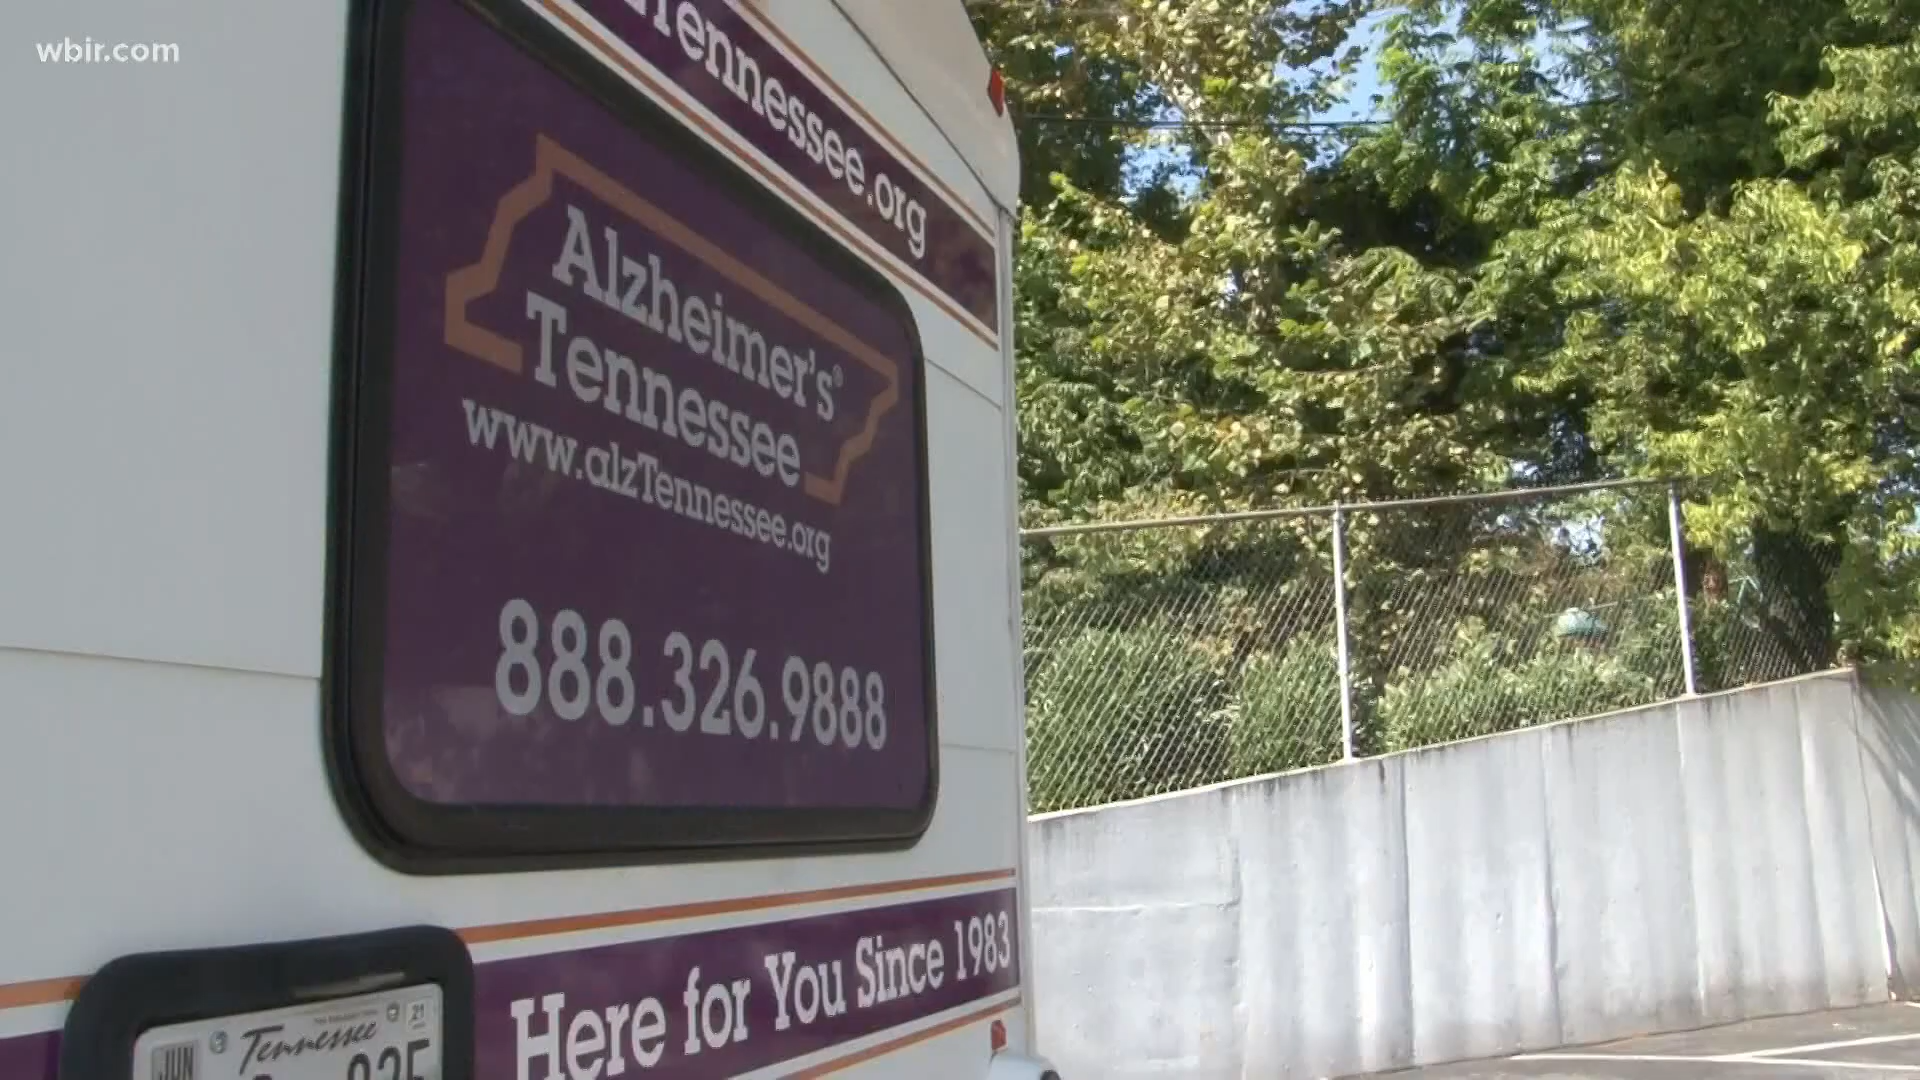 wbir.com
Tennessee.org
Alzheimer's®
Tennessee
www.alzTennessee.org
888.326.9888
Here for You Since 1983
JUN
Tennessee
21